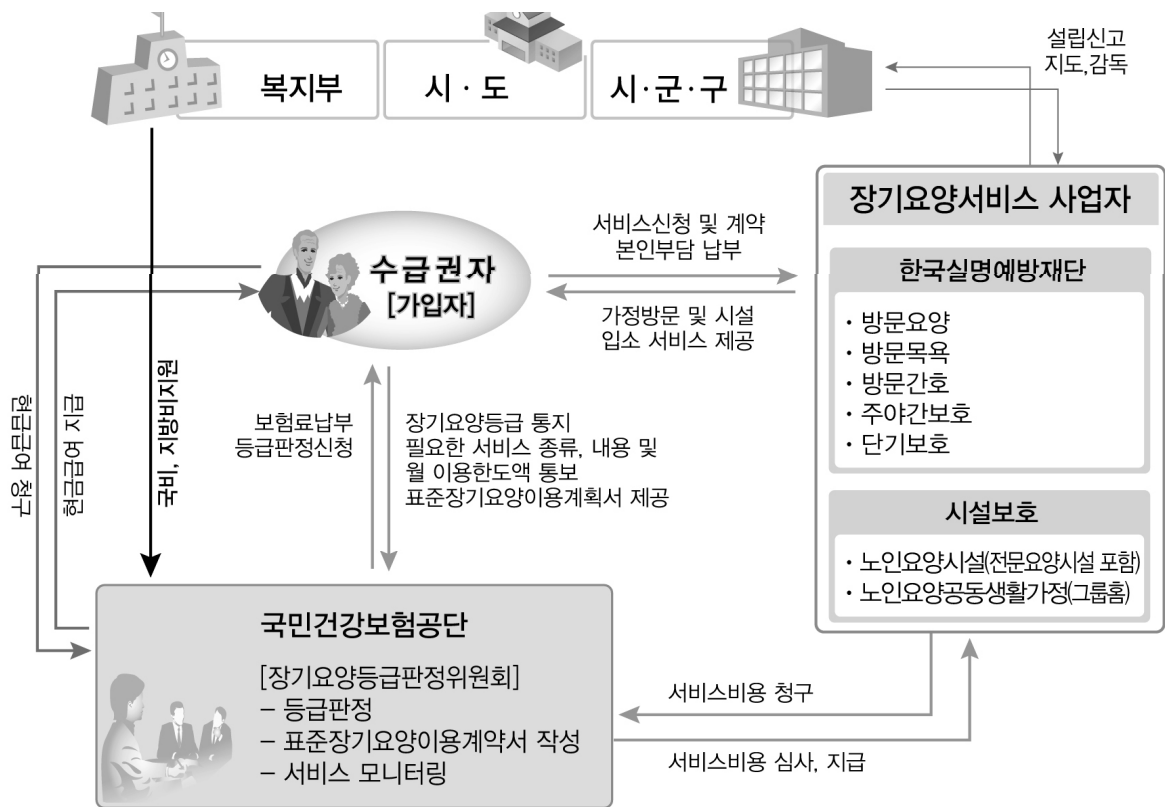 복지부
시·도
시·군·구
설립신고
지도,감독
장기요양서비스 사업자
한국실명예방재단
· 방문요양
· 방문목욕
· 방문간호
· 주야간보호
· 단기보호
시설보호
· 노인요양시설(전문요양시설 포함)
· 노인요양공동생활가정(그룹홈)
수급권자
[가입자]
서비스신청 및 계약
본인부담 납부
가정방문 및 시설
입소 서비스 제공
현금급여 청구
현금급여 지급
국비, 지방비지원
보험료납부
등급판정신청
장기요양등급 통지
필요한 서비스 종류, 내용 및
월 이용한도액 통보
표준장기요양이용계획서 제공
국민건강보험공단
[장기요양등급판정위원회]
– 등급판정
– 표준장기요양이용계약서 작성
– 서비스 모니터링
서비스비용 청구
서비스비용 심사, 지급